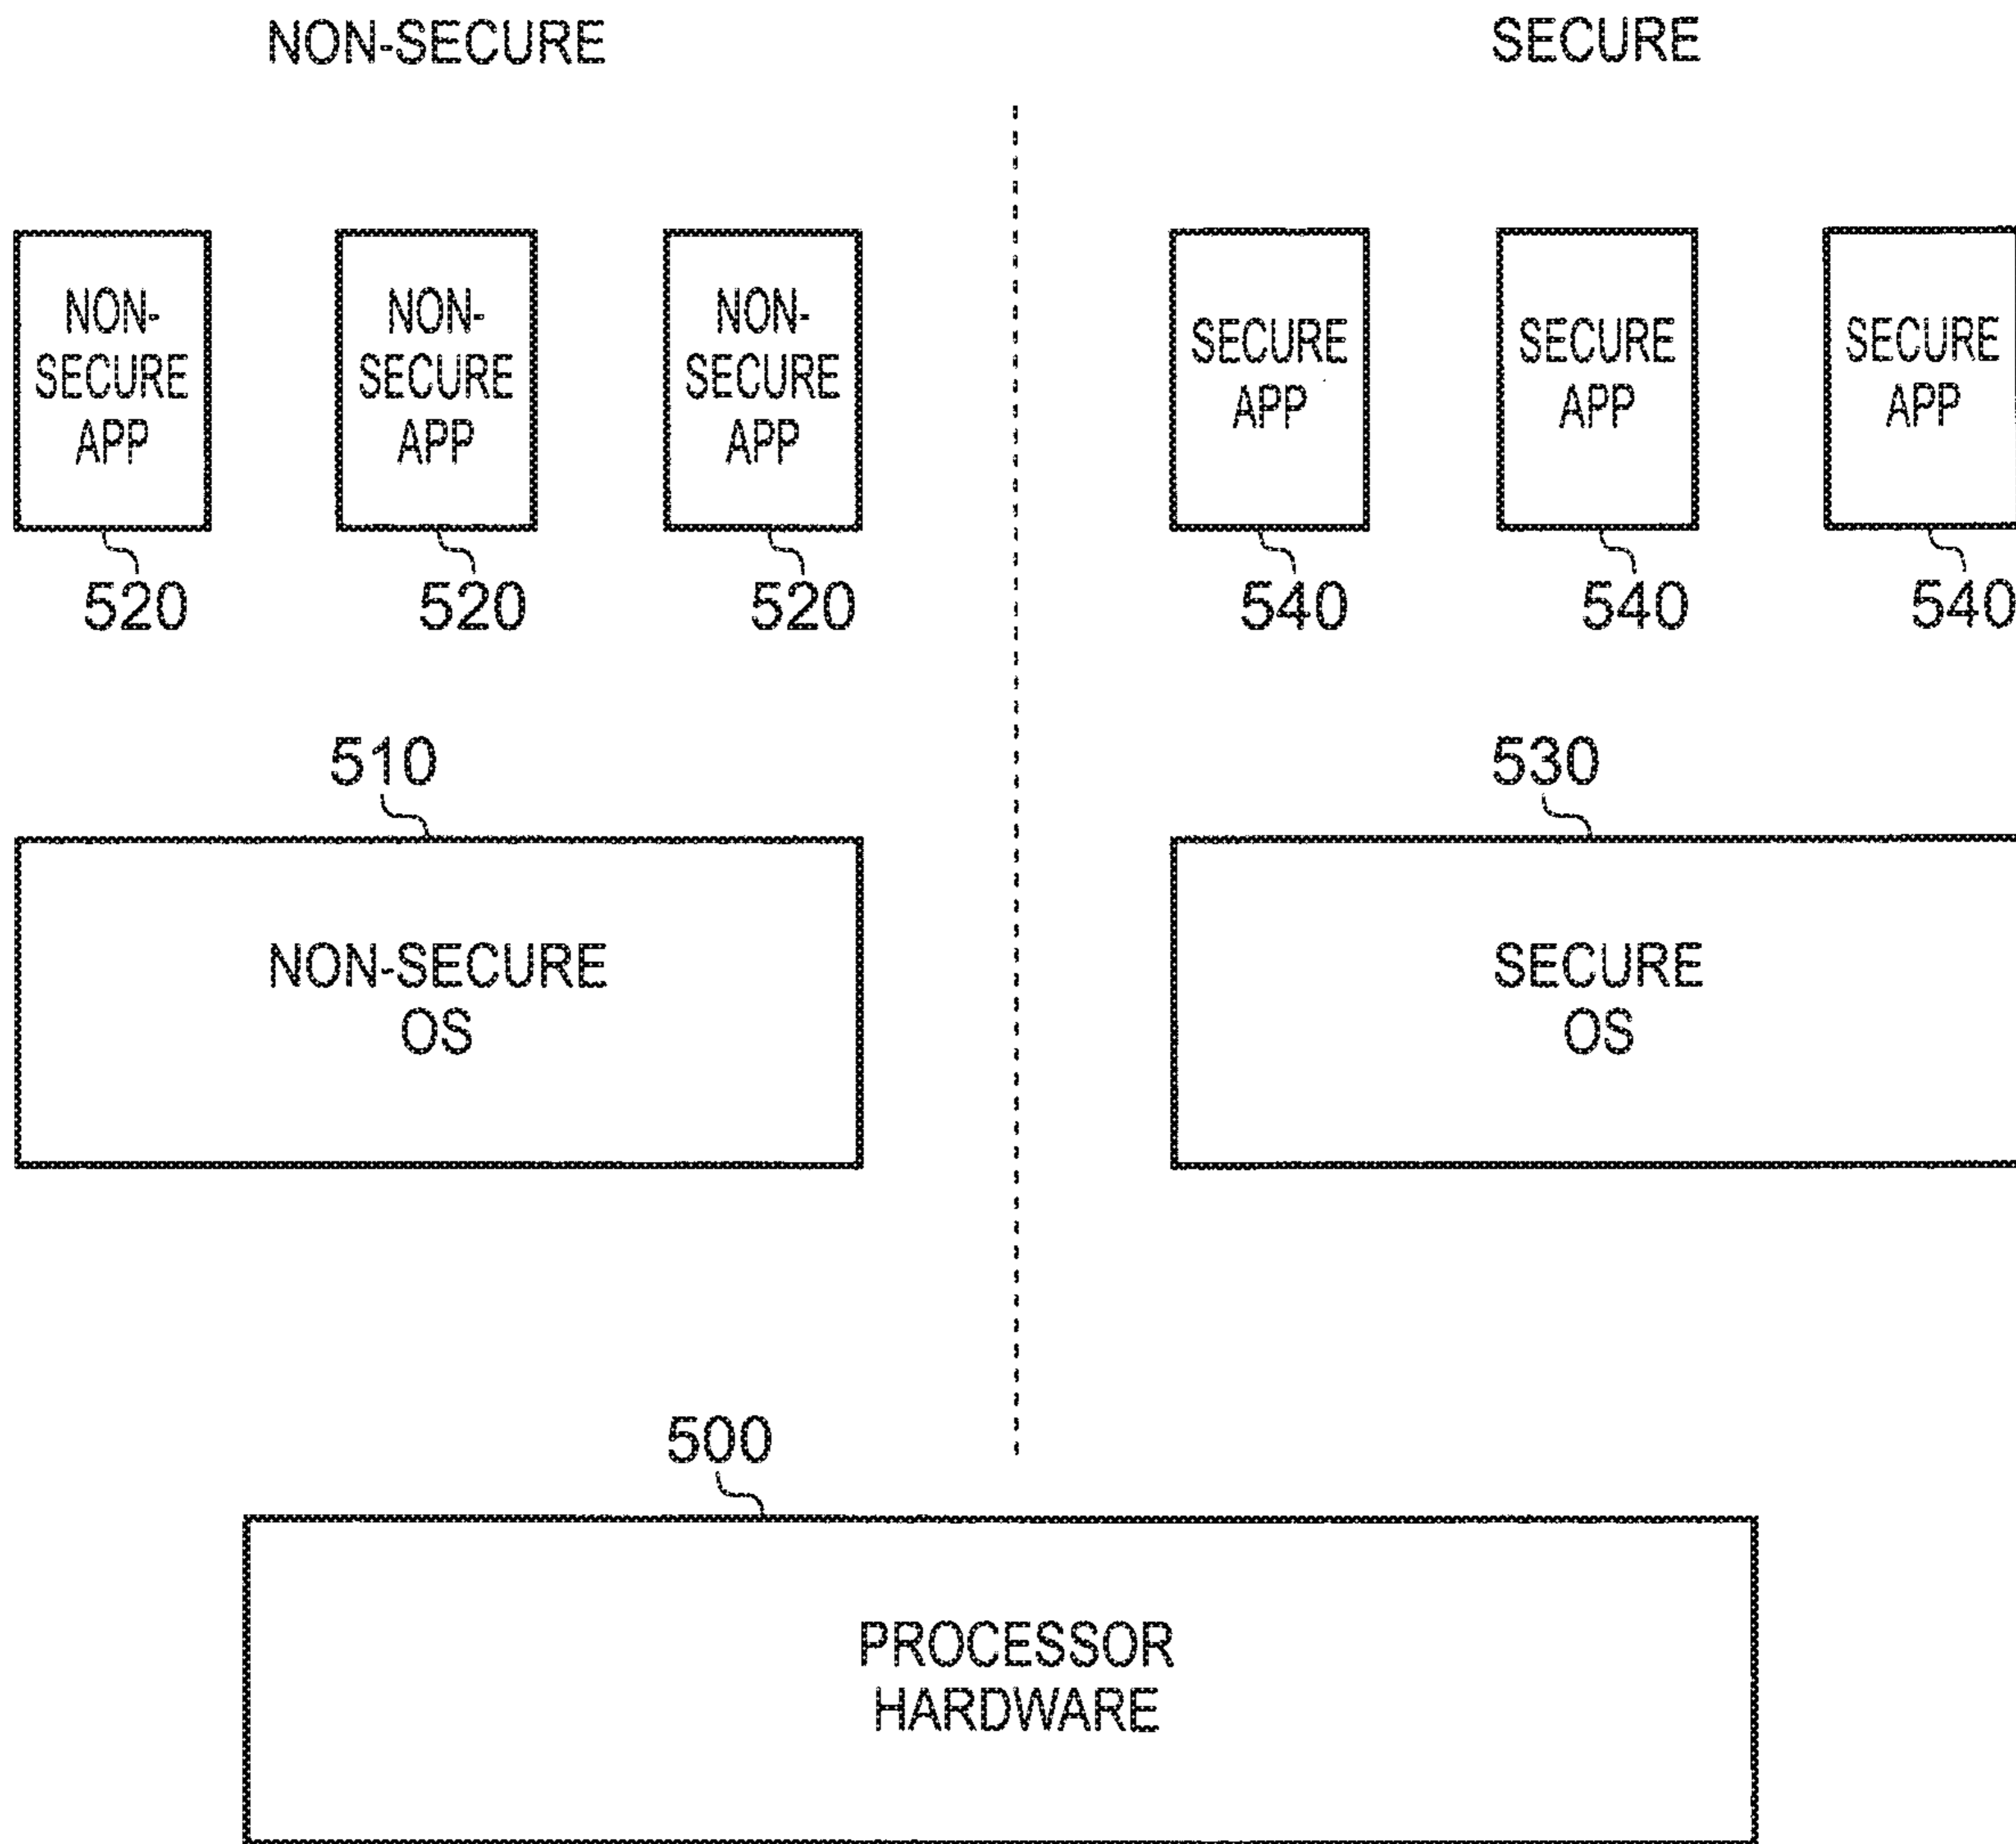 NON-SECURE
SECURE
NON-
SECURE
APP
NON-
SECURE
APP
NON-
SECURE
APP
SECURE
APP
SECURE
APP
SECURE
APP
520
520
520
540
540
540
510
530
NON-SECURE
OS
SECURE
OS
500
PROCESSOR
HARDWARE